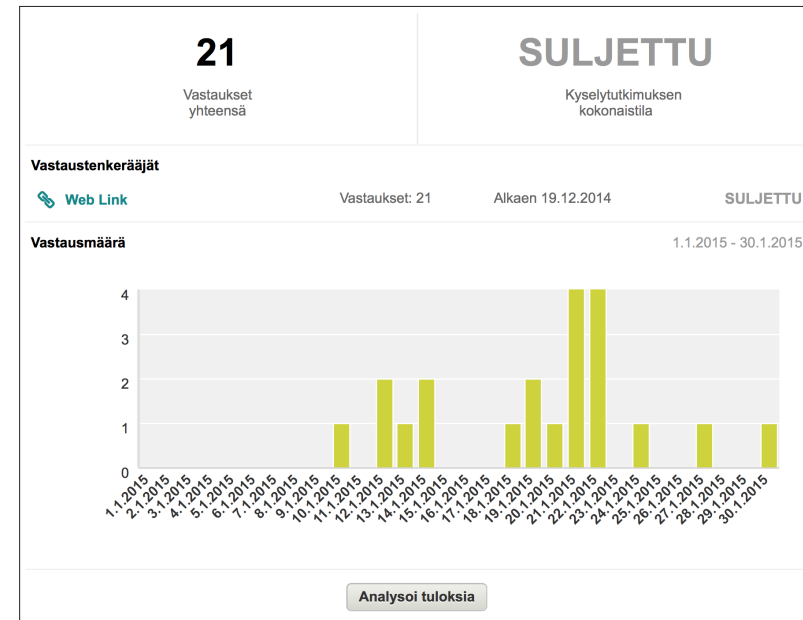 21
Vastaukset
yhteensä
SULJETTU
Kyselytutkimuksen
kokonaistila
Vastaustenkerääjät
Web Link Vastaukset: 21 Alkaen 19.12.2014 SULJETTU
Vastausmäärä 1.1.2015 - 30.1.2015
4
3
2
1
0
1.1.2015 2.1.2015 3.1.2015 4.1.2015 5.1.2015 6.1.2015 7.1.2015 8.1.2015 9.1.2015 10.1.2015 11.1.2015 12.1.2015 13.1.2015 14.1.2015 15.1.2015 16.1.2015 17.1.2015 18.1.2015 19.1.2015 20.1.2015 21.1.2015 22.1.2015 23.1.2015 24.1.2015 25.1.2015 26.1.2015 27.1.2015 28.1.2015 29.1.2015 30.1.2015
Analysoi tuloksia